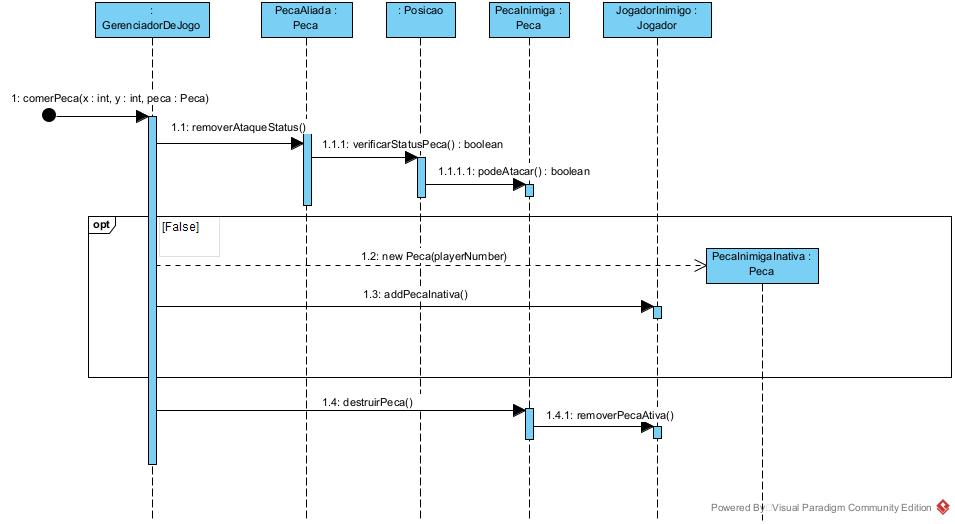 :
GerenciadorDeJogo
PecaAliada :
Peca
: Posicao
PecaInimiga :
Peca
JogadorInimigo :
Jogador
1: comerPeca(x : int, y : int, peca : Peca)
1.1: removerAtaqueStatus()
1.1.1: verificarStatusPeca() : boolean
1.1.1.1: podeAtacar() : boolean
opt
[False]
1.2: new Peca(playerNumber)
PecaInimigaInativa :
Peca
1.3: addPecaInativa()
1.4: destruirPeca()
1.4.1: removerPecaAtiva()
Powered By Visual Paradigm Community Edition